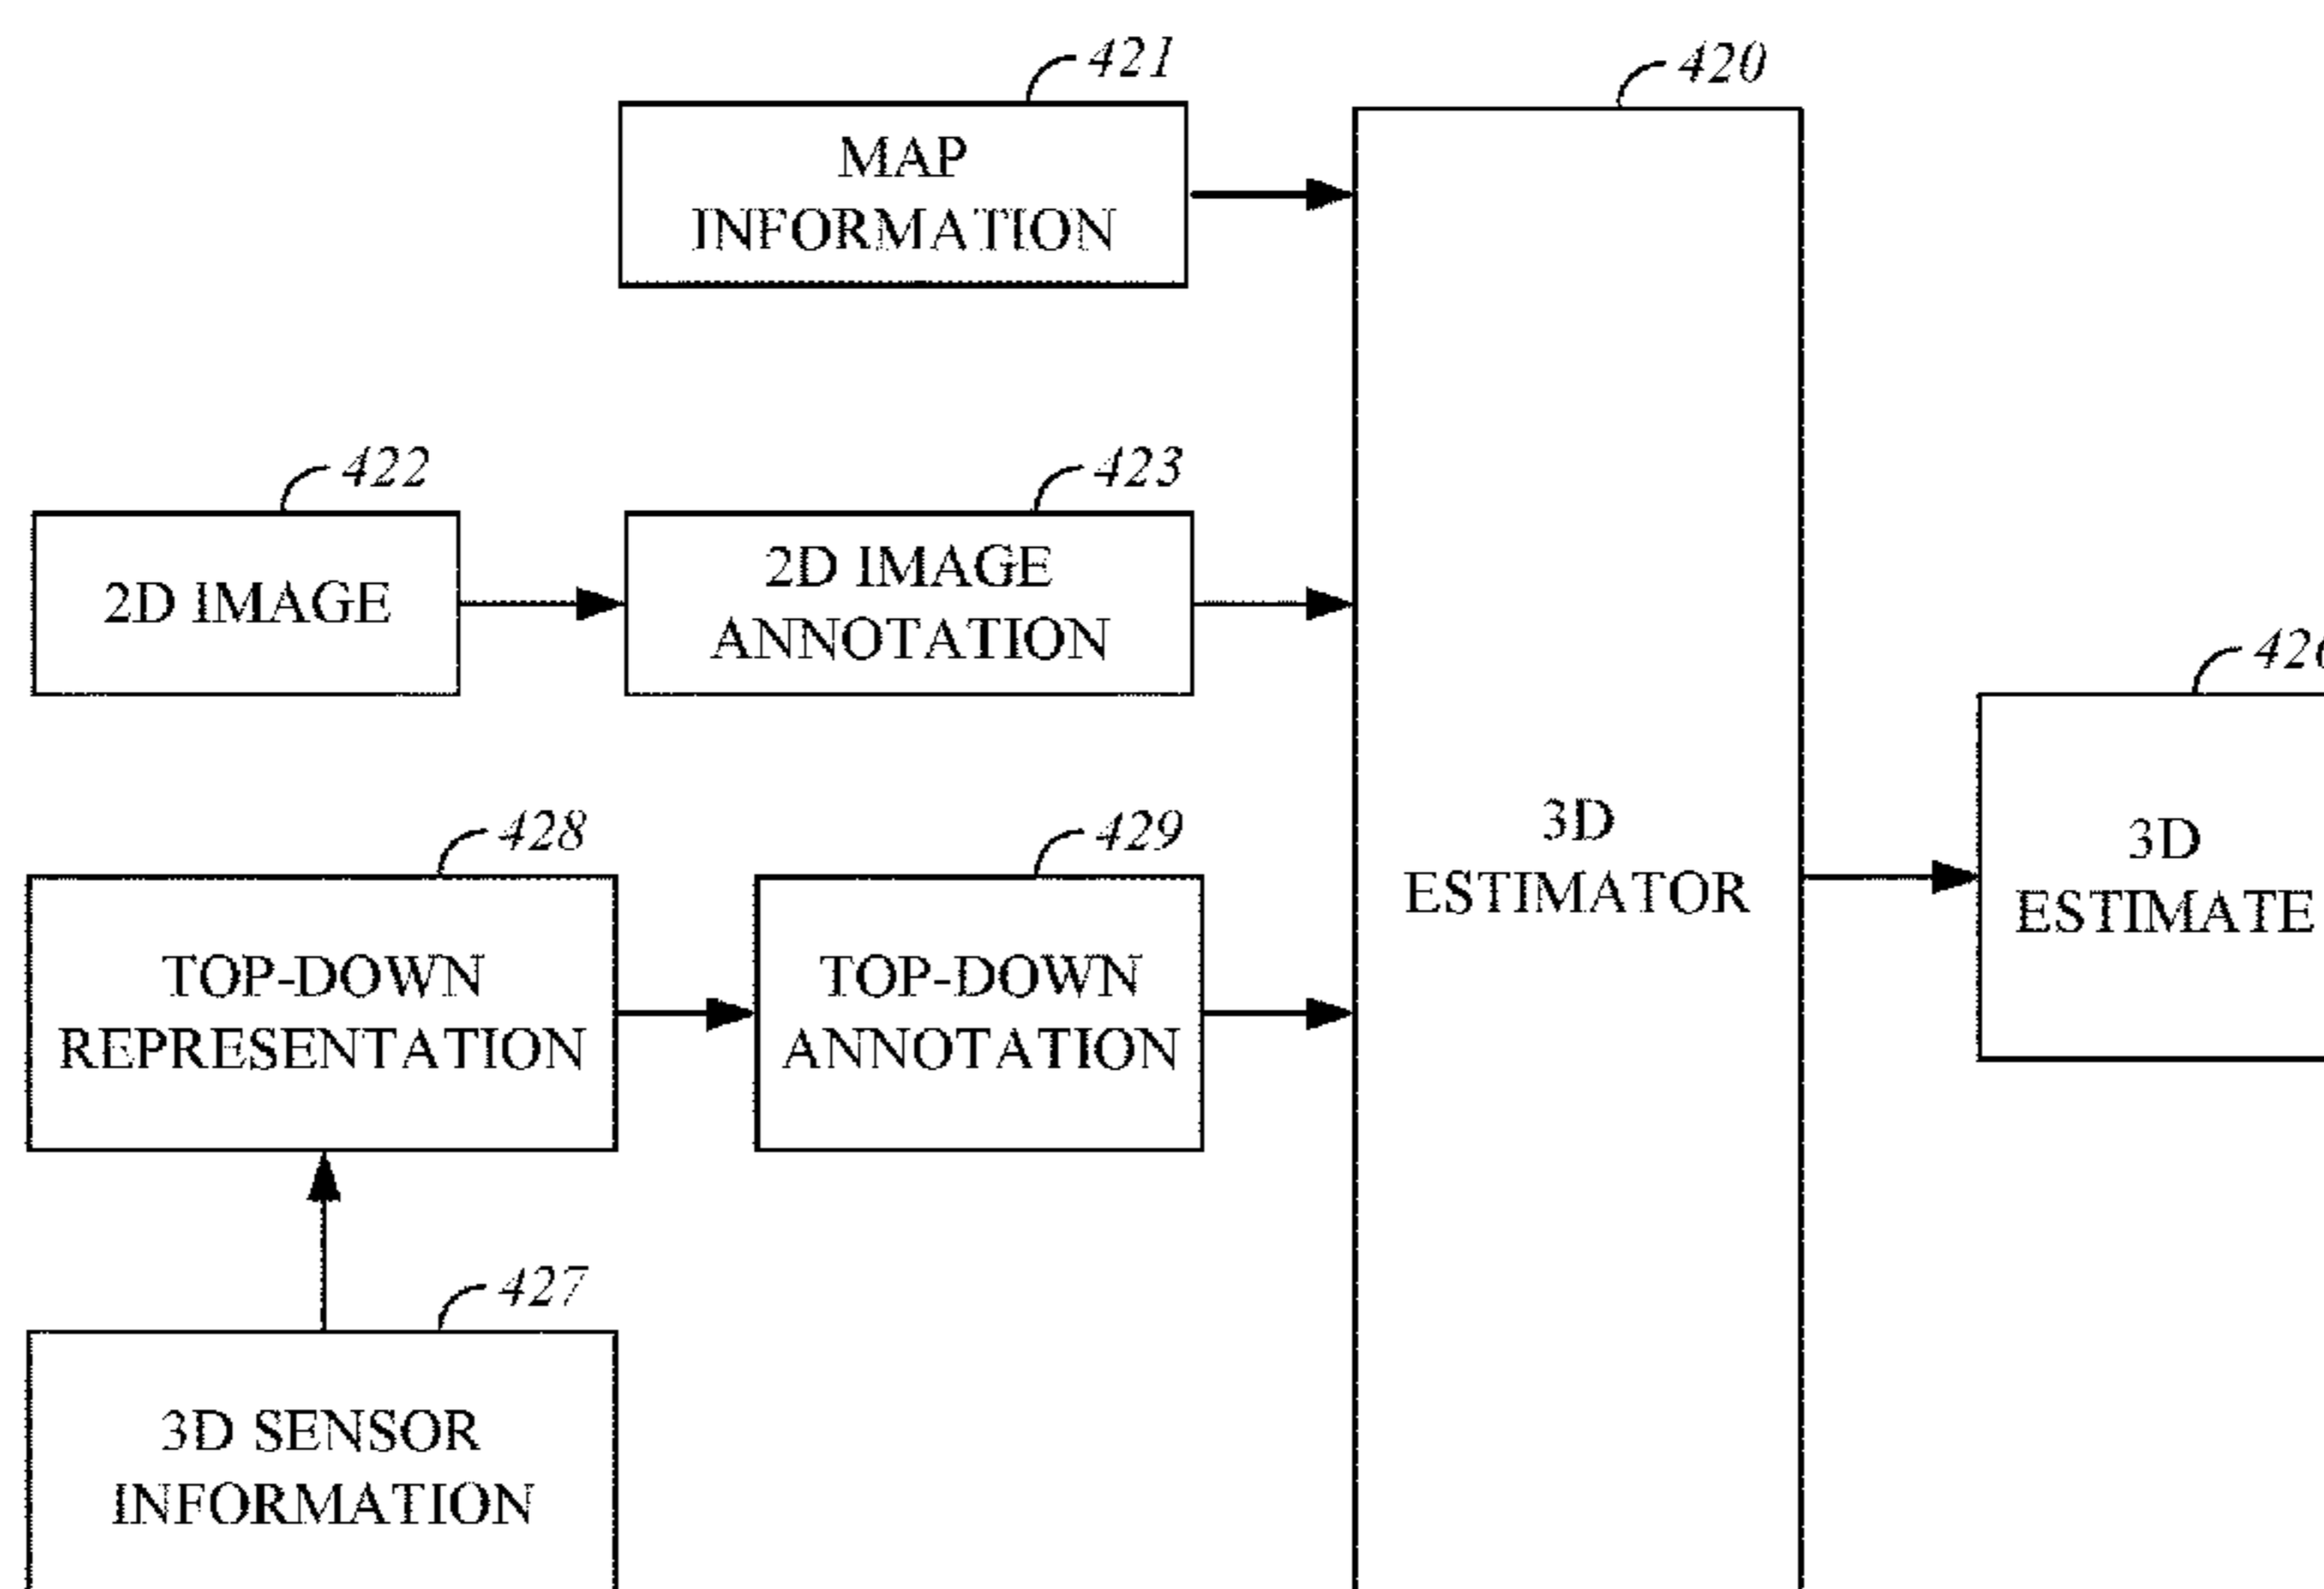 421
420
MAP
INFORMATION
422
423
2D IMAGE
2D IMAGE
ANNOTATION
428
429
3D
ESTIMATOR
3D
ESTIMATE
TOP-DOWN
REPRESENTATION
TOP-DOWN
ANNOTATION
427
3D SENSOR
INFORMATION